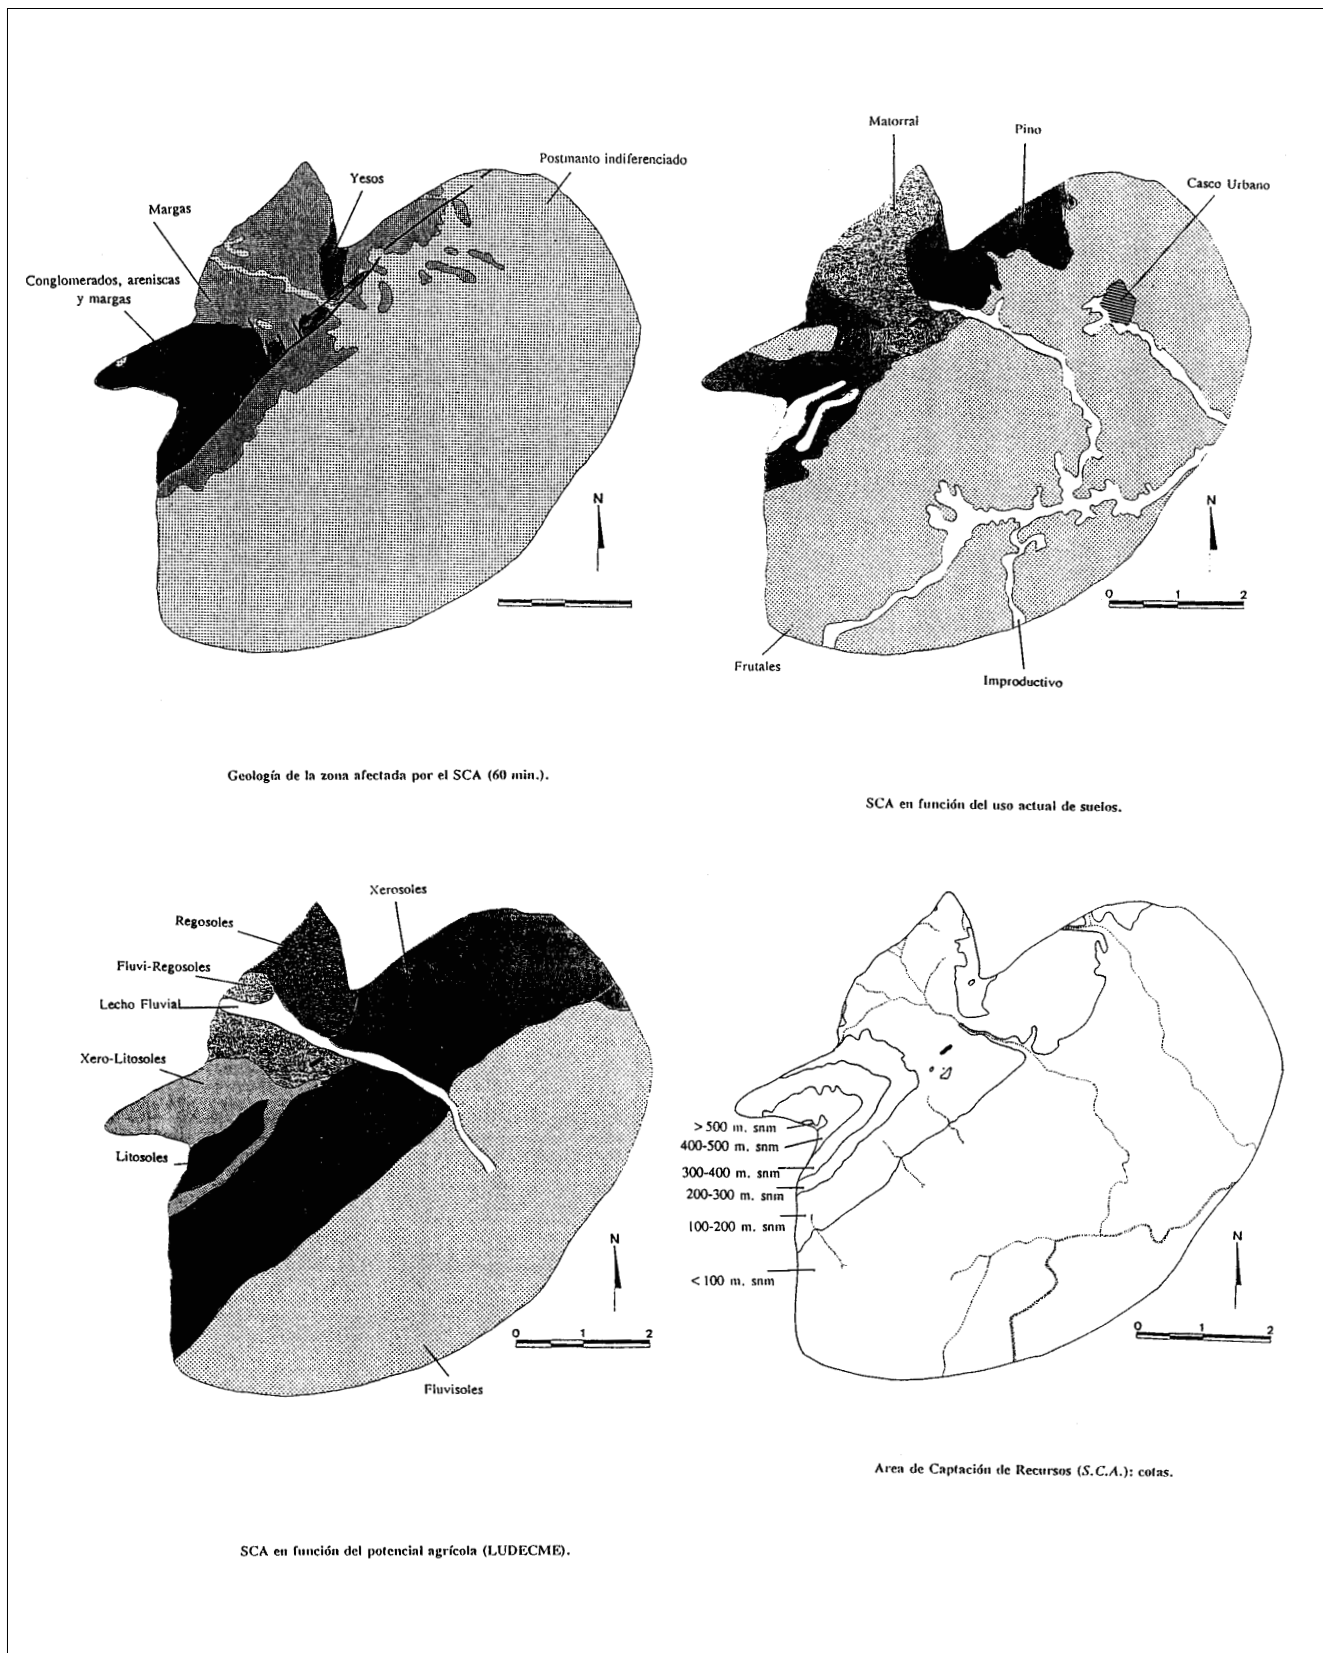 Postmanto indiferenciado
Yesos
Margas
Conglomerados, areniscas
y margas
N
Geología de la zona afectada por el SCA (60 min.).
Matorral
Pino
Casco Urbano
N
0 1 2
Frutales
Improductivo
SCA en función del uso actual de suelos.
Xerosoles
Regosoles
Fluvi-Regosoles
Lecho Fluvial
Xero-Litosoles
Litosoles
N
0 1 2
Fluvisoles
SCA en función del potencial agrícola (LUDECME).
>500 m. snm
400-500 m. snm
300-400 m. snm
200-300 m. snm
100-200 m. snm
<100 m. snm
N
0 1 2
Area de Captación de Recursos (S.C.A.): cotas.